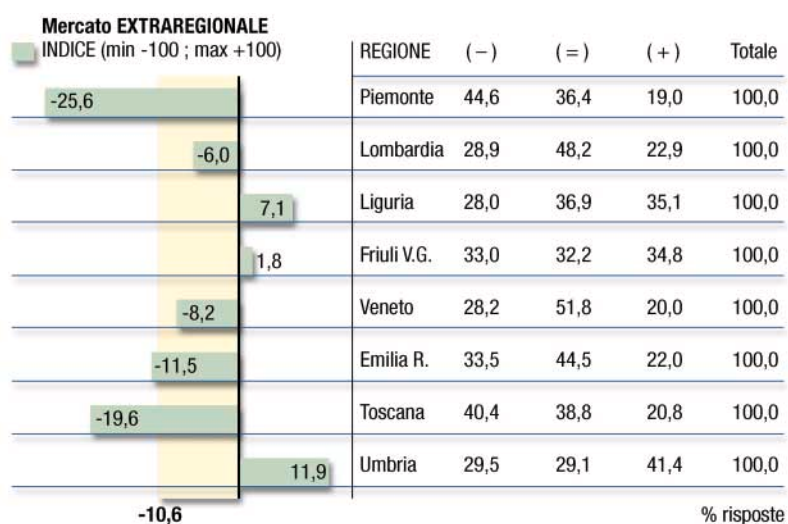 Mercato EXTRAREGIONALE
INDICE (min -100 ; max +100) REGIONE (−) (=) (+) Totale
-25,6 Piemonte 44,6 36,4 19,0 100,0
-6,0 Lombardia 28,9 48,2 22,9 100,0
7,1 Liguria 28,0 36,9 35,1 100,0
1,8 Friuli V.G. 33,0 32,2 34,8 100,0
-8,2 Veneto 28,2 51,8 20,0 100,0
-11,5 Emilia R. 33,5 44,5 22,0 100,0
-19,6 Toscana 40,4 38,8 20,8 100,0
11,9 Umbria 29,5 29,1 41,4 100,0
-10,6 % risposte